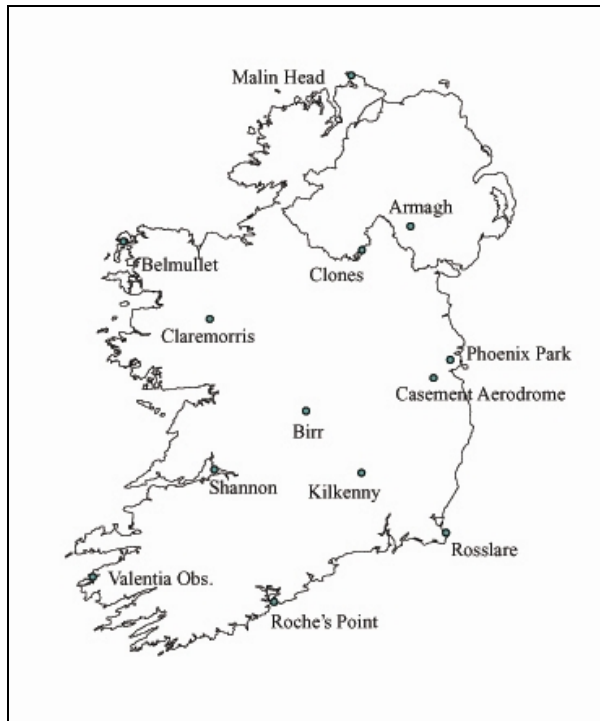 Malin Head
Armagh
Belmullet
Clones
Claremorris
Phoenix Park
Casement Aerodrome
Birr
Shannon
Kilkenny
Rosslare
Valentia Obs.
Roche's Point